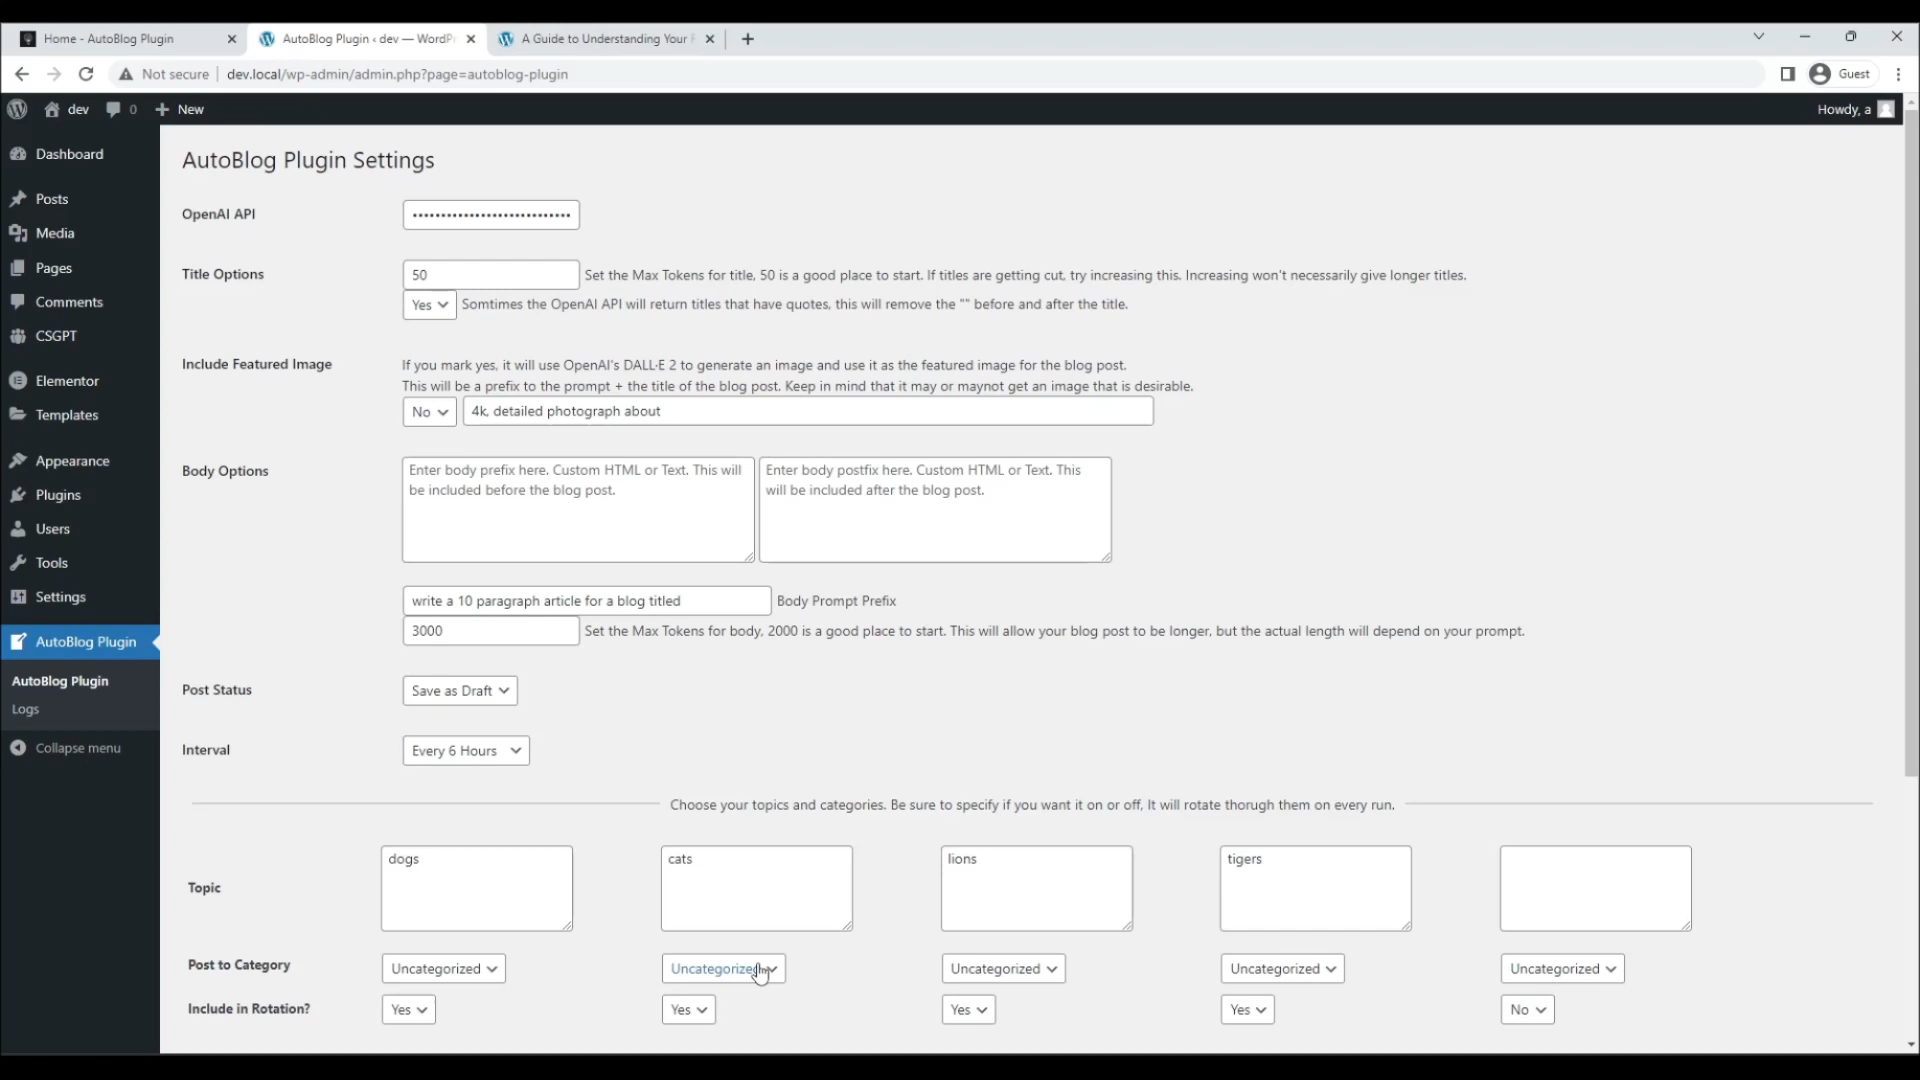 Home - AutoBlog Plugin
AutoBlog Plugin ‹ dev — WordPr
A Guide to Understanding Your F
Not secure
dev.local/wp-admin/admin.php?page=autoblog-plugin
Guest
dev
0
New
Howdy, a
Dashboard
Posts
Media
Pages
Comments
CSGPT
Elementor
Templates
Appearance
Plugins
Users
Tools
Settings
AutoBlog Plugin
AutoBlog Plugin
Logs
Collapse menu
AutoBlog Plugin Settings
OpenAI API
••••••••••••••••••••••••••••
Title Options
50
Set the Max Tokens for title, 50 is a good place to start. If titles are getting cut, try increasing this. Increasing won't necessarily give longer titles.
Yes
Somtimes the OpenAI API will return titles that have quotes, this will remove the "" before and after the title.
Include Featured Image
If you mark yes, it will use OpenAI's DALL·E 2 to generate an image and use it as the featured image for the blog post.
This will be a prefix to the prompt + the title of the blog post. Keep in mind that it may or maynot get an image that is desirable.
No
4k, detailed photograph about
Body Options
Enter body prefix here. Custom HTML or Text. This will
be included before the blog post.
Enter body postfix here. Custom HTML or Text. This
will be included after the blog post.
write a 10 paragraph article for a blog titled
Body Prompt Prefix
3000
Set the Max Tokens for body, 2000 is a good place to start. This will allow your blog post to be longer, but the actual length will depend on your prompt.
Post Status
Save as Draft
Interval
Every 6 Hours
Choose your topics and categories. Be sure to specify if you want it on or off, It will rotate thorugh them on every run.
Topic
dogs
cats
lions
tigers
Post to Category
Uncategorized
Uncategorized
Uncategorized
Uncategorized
Uncategorized
Include in Rotation?
Yes
Yes
Yes
Yes
No